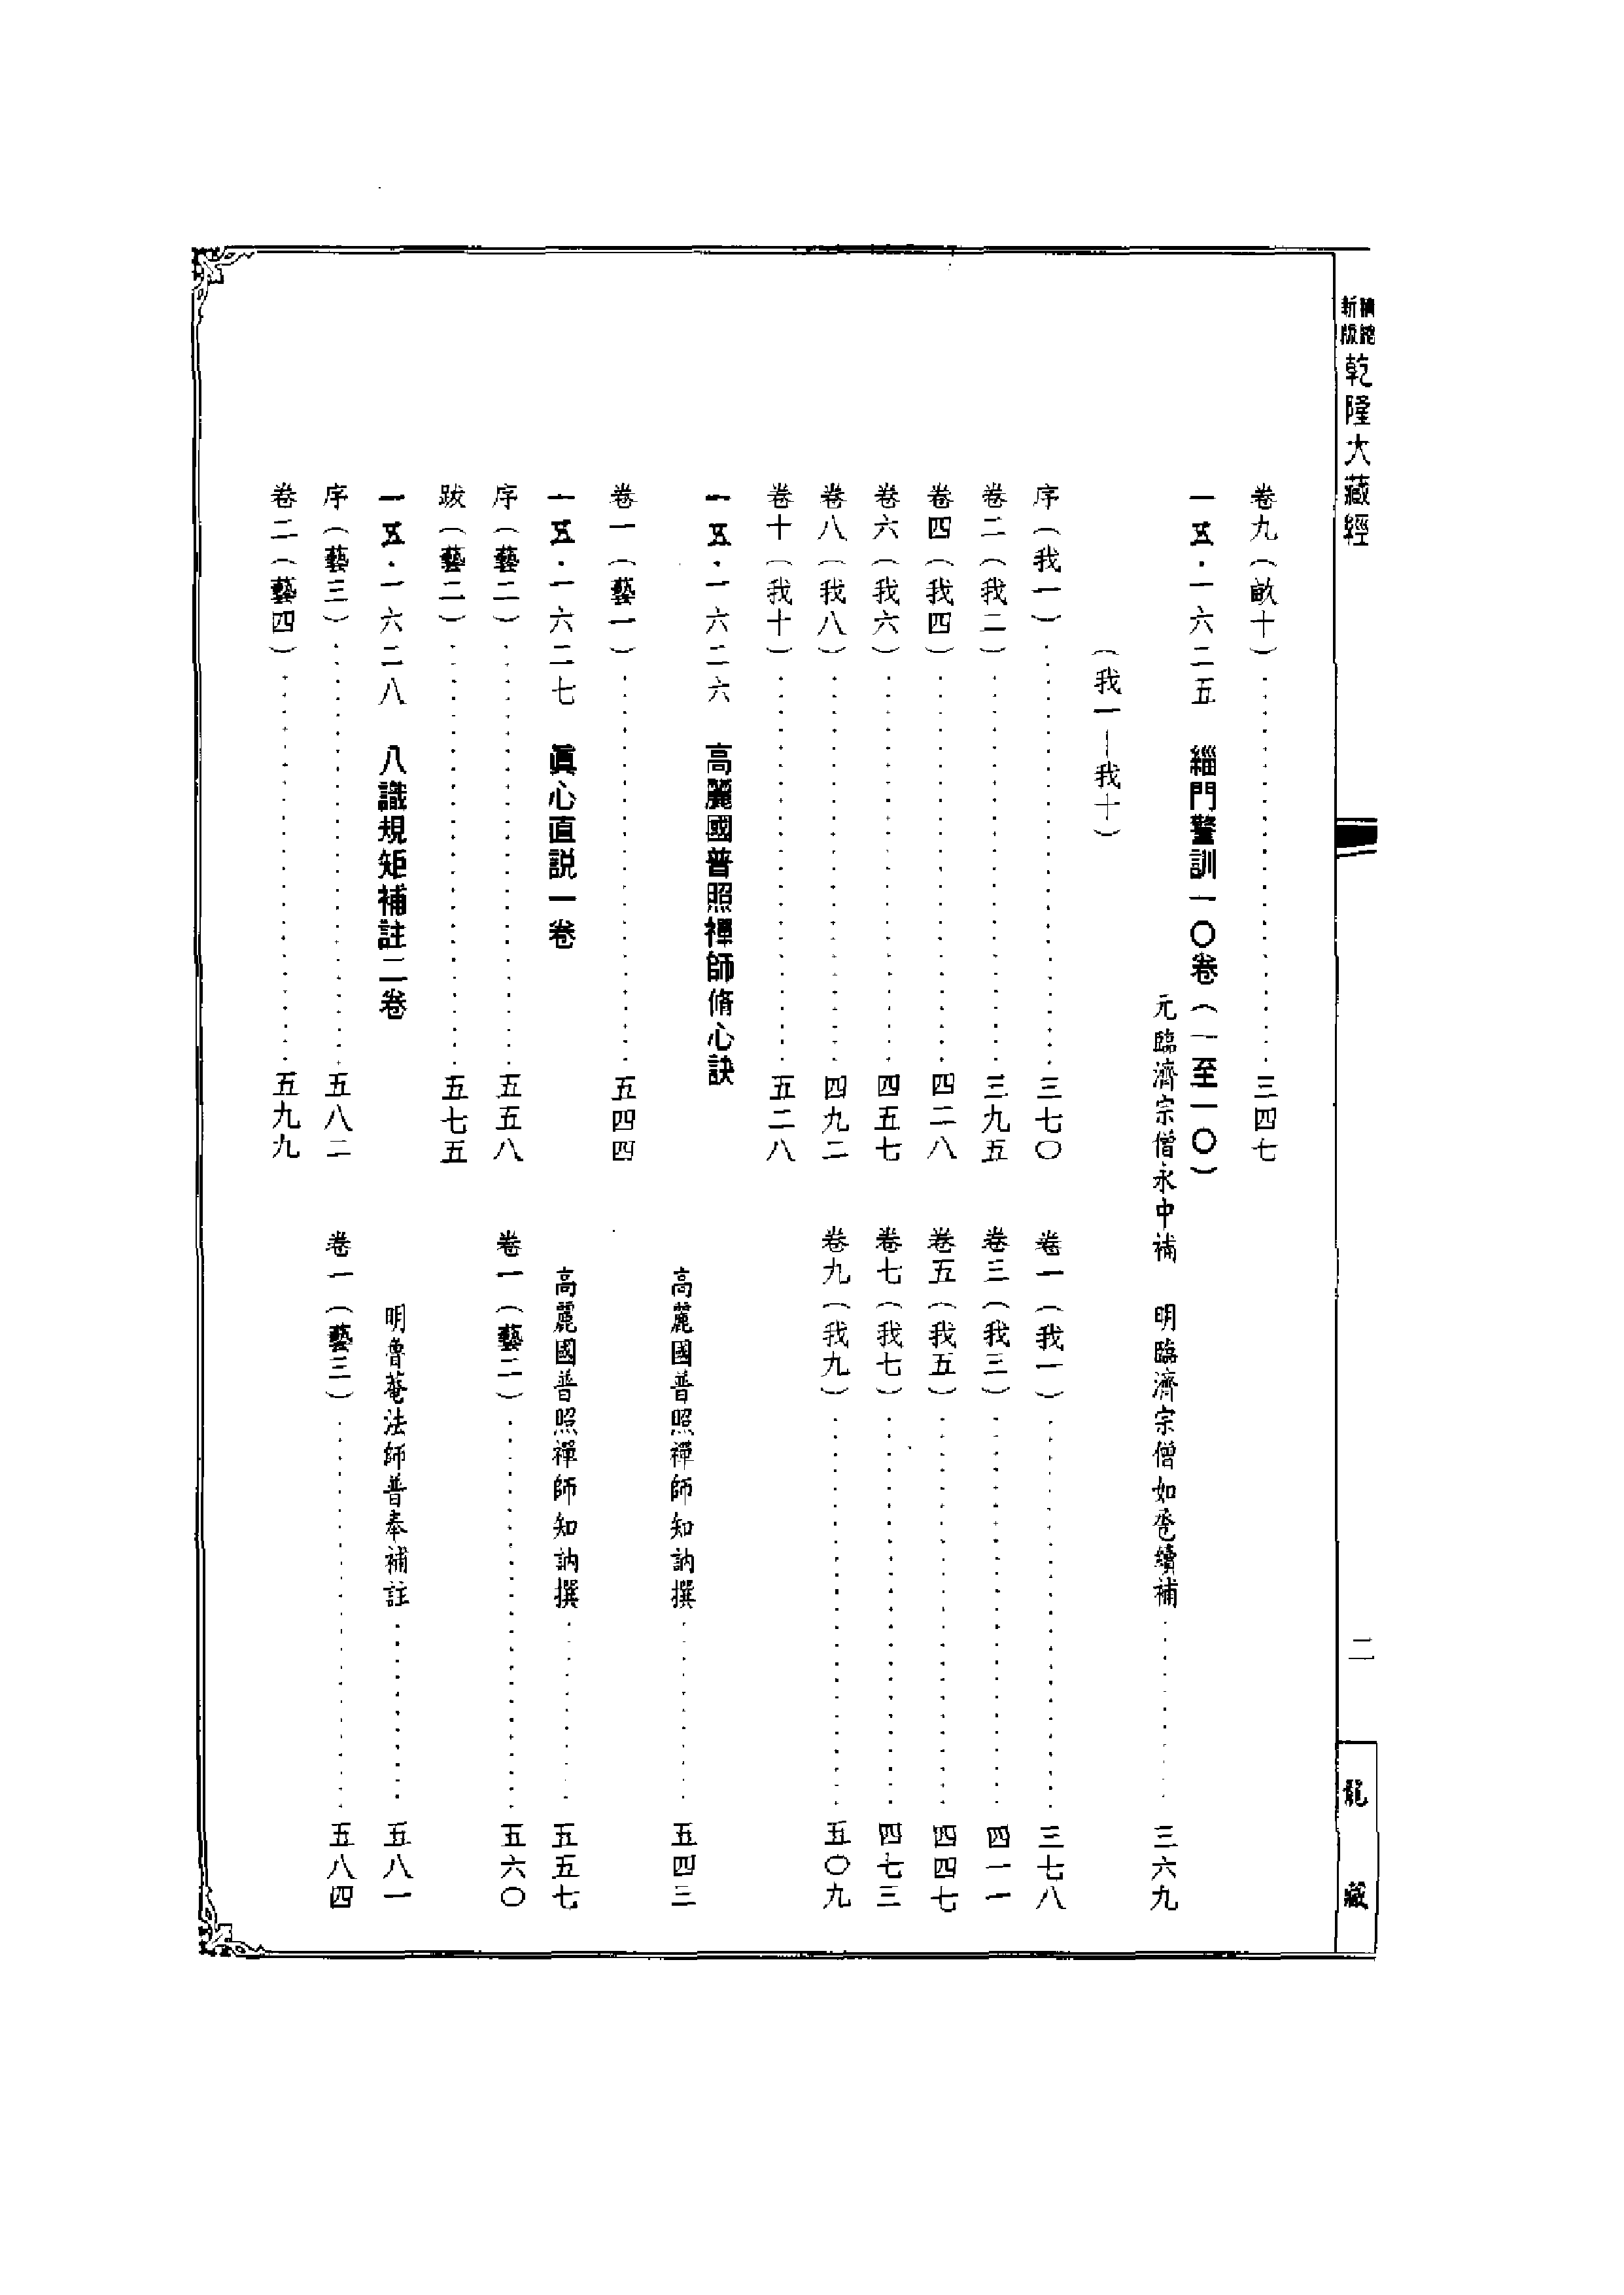 新版
乾隆大藏經
二
龍藏
卷九（畝十）……三四七
一五·一六二五　緇門警訓一〇卷（一至一〇）
元臨濟宗僧永中補　明臨濟宗僧如卺續補……三六九
（我一—我十）
序（我一）……三七〇　卷一（我一）……三七八
卷二（我二）……三九五　卷三（我三）……四一一
卷四（我四）……四二八　卷五（我五）……四四七
卷六（我六）……四五七　卷七（我七）……四七三
卷八（我八）……四九二　卷九（我九）……五〇九
卷十（我十）……五二八
一五·一六二六　高麗國普照禪師脩心訣
高麗國普照禪師知訥撰……五四三
卷一（藝一）……五四四
一五·一六二七　眞心直説一卷　高麗國普照禪師知訥撰……五五七
序（藝二）……五五八　卷一（藝二）……五六〇
跋（藝二）……五七五
一五·一六二八　八識規矩補註二卷　明魯菴法師普奉補註……五八一
序（藝三）……五八二　卷一（藝三）……五八四
卷二（藝四）……五九九